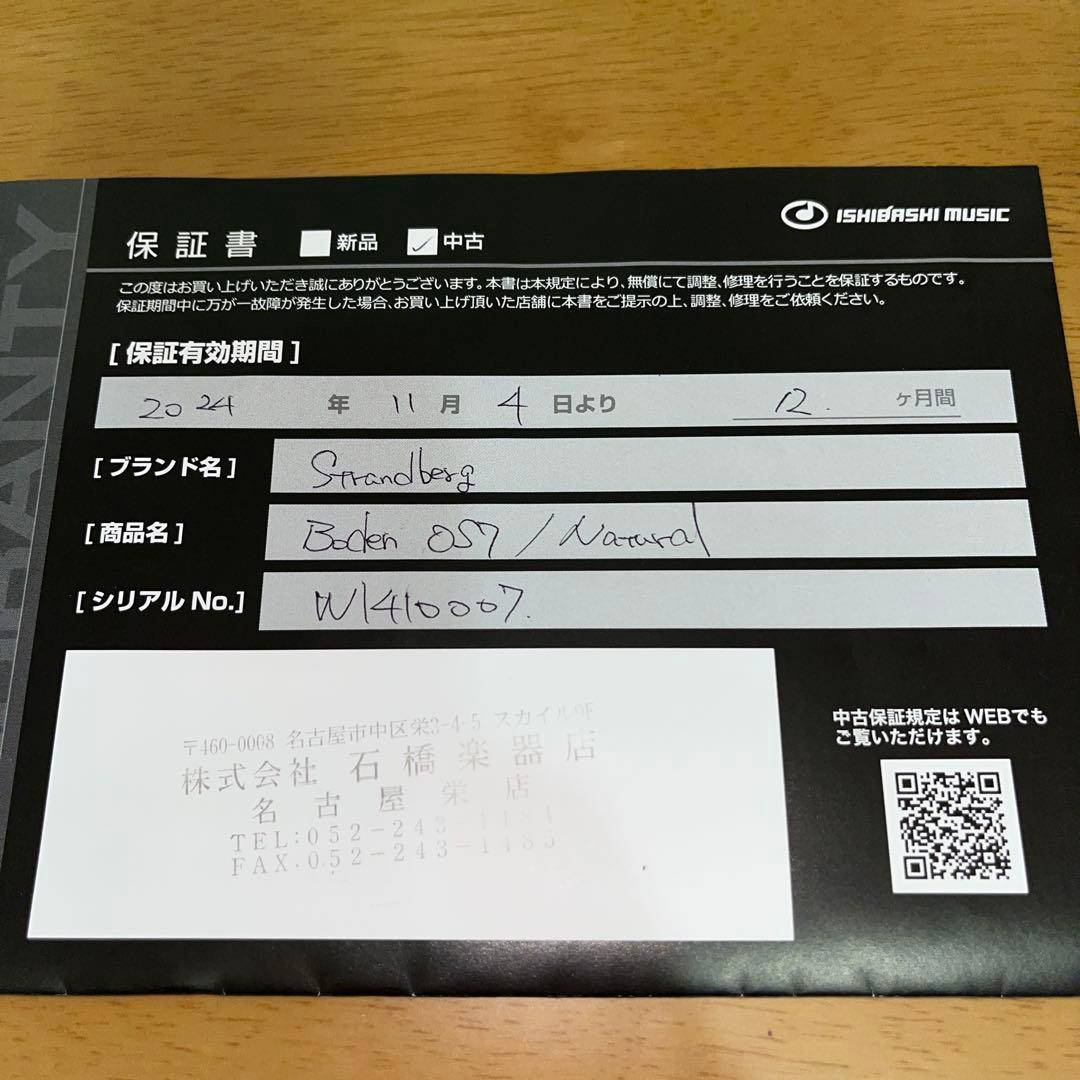 ISHIBASHI MUSIC
保証書 新品 ✓中古
この度はお買い上げいただき誠にありがとうございます。本書は本規定により、無償にて調整、修理を行うことを保証するものです。
保証期間中に万が一故障が発生した場合、お買い上げ頂いた店舗に本書をご提示の上、調整、修理をご依頼ください。
[保証有効期間]
2024 年 11 月 4 日より 12. ヶ月間
[ブランド名] Strandberg
[商品名] Boden OS7 / Natural
[シリアルNo.] W1410007.
〒460-0008 名古屋市中区栄3-4-5 スカイル9F
株式会社 石橋楽器店
名古屋栄店
TEL:052-243-1484
FAX.052-243-1485
中古保証規定はWEBでも
ご覧いただけます。